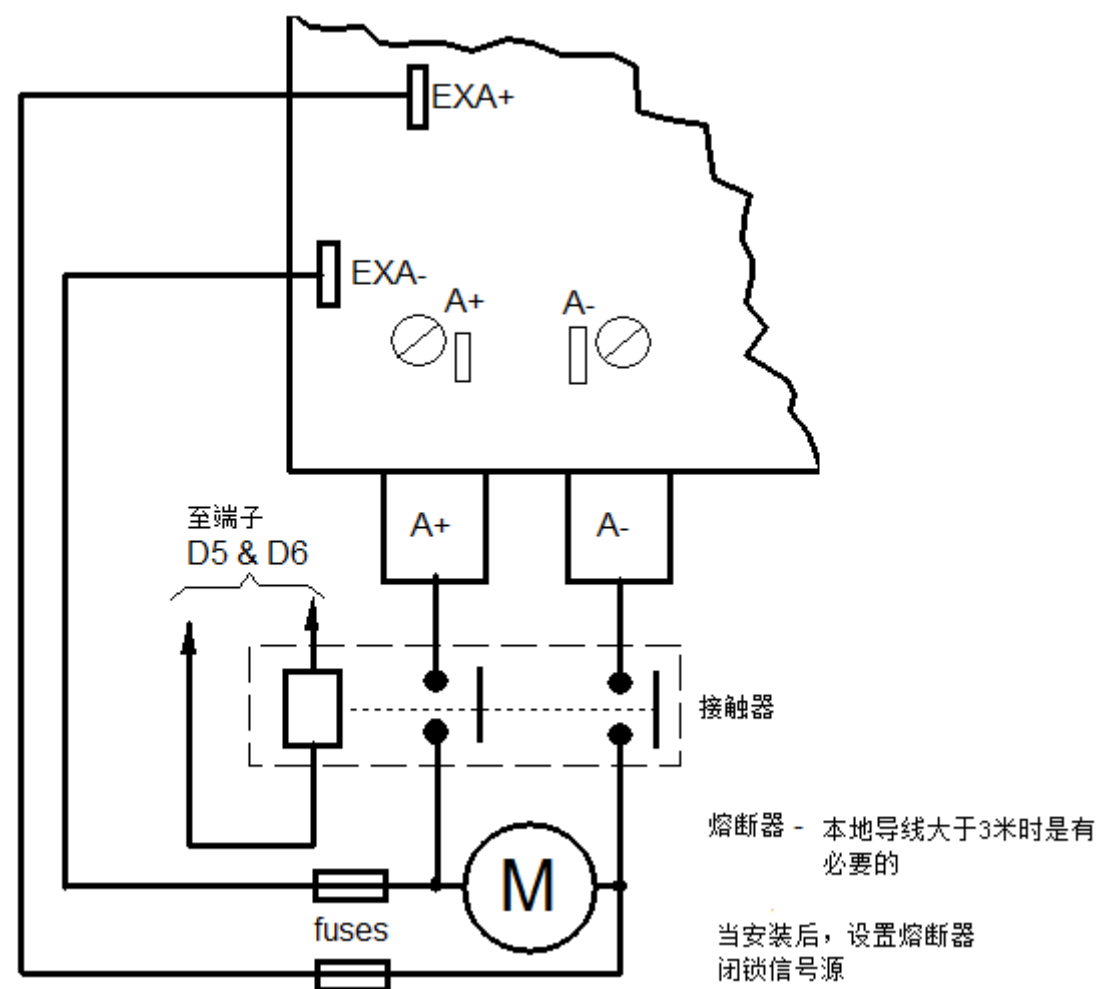 EXA+
EXA-
A+
A-
A+
A-
至端子
D5 & D6
接触器
熔断器 - 本地导线大于3米时是有
必要的
M
fuses
当安装后，设置熔断器
闭锁信号源